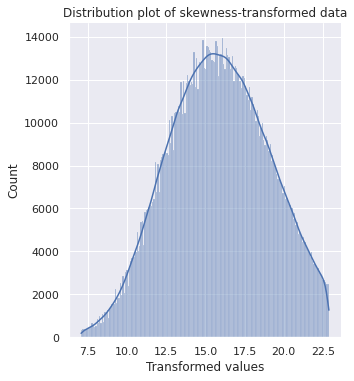 Distribution plot of skewness-transformed data
14000
12000
10000
8000
6000
4000
2000
0
Count
7.5 10.0 12.5 15.0 17.5 20.0 22.5
Transformed values